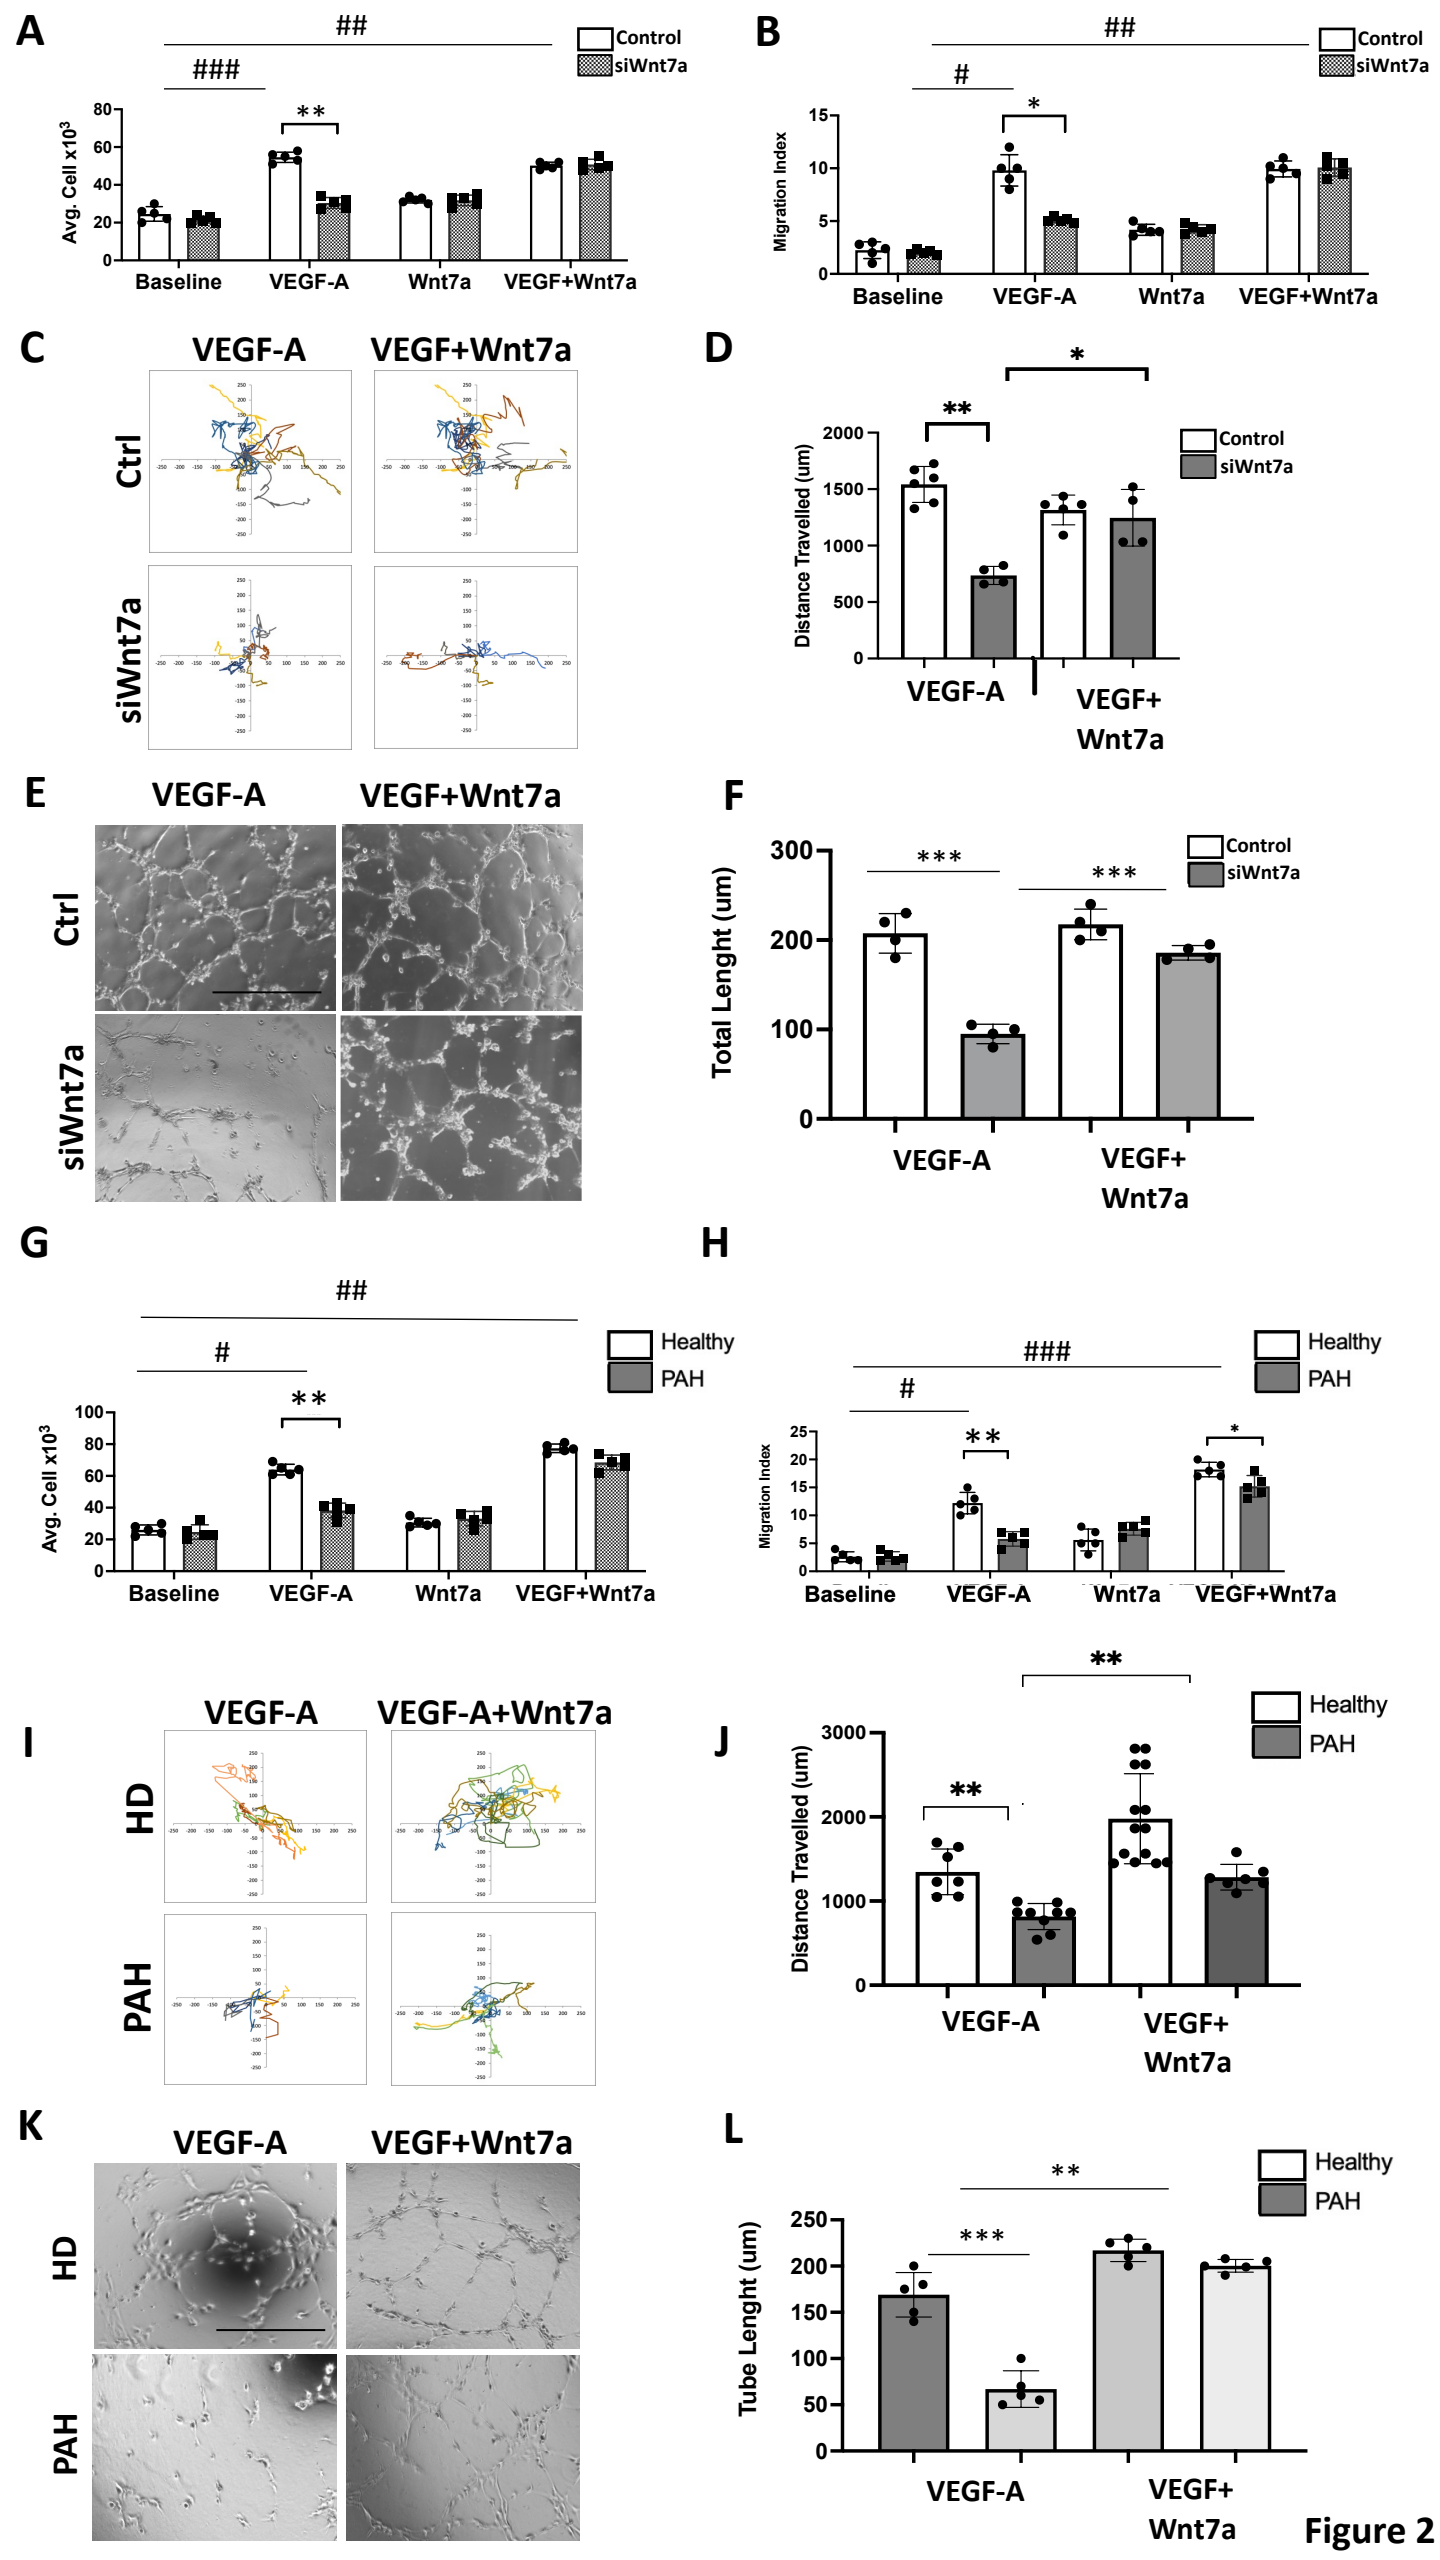 A
##
Control
siWnt7a
###
**
Avg. Cell x10³
80
60
40
20
0
Baseline
VEGF-A
Wnt7a
VEGF+Wnt7a
B
##
Control
siWnt7a
#
*
Migration Index
15
10
5
0
Baseline
VEGF-A
Wnt7a
VEGF+Wnt7a
C
VEGF-A
VEGF+Wnt7a
Ctrl
siWnt7a
D
*
**
Control
siWnt7a
Distance Travelled (um)
2000
1500
1000
500
0
VEGF-A
VEGF+
Wnt7a
E
VEGF-A
VEGF+Wnt7a
Ctrl
siWnt7a
F
Control
siWnt7a
***
***
Total Lenght (um)
300
200
100
0
VEGF-A
VEGF+
Wnt7a
G
##
#
Healthy
PAH
**
Avg. Cell x10³
100
80
60
40
20
0
Baseline
VEGF-A
Wnt7a
VEGF+Wnt7a
H
###
#
Healthy
PAH
**
*
Migration Index
25
20
15
10
5
0
Baseline
VEGF-A
Wnt7a
VEGF+Wnt7a
I
VEGF-A
VEGF-A+Wnt7a
HD
PAH
J
**
**
Healthy
PAH
Distance Travelled (um)
3000
2000
1000
0
VEGF-A
VEGF+
Wnt7a
K
VEGF-A
VEGF+Wnt7a
HD
PAH
L
**
***
Healthy
PAH
Tube Lenght (um)
250
200
150
100
50
0
VEGF-A
VEGF+
Wnt7a
Figure 2